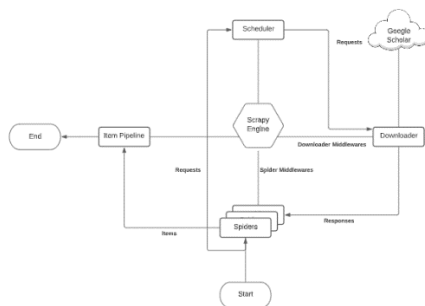 Scheduler
Requests
Google
Scholar
Scrapy
Engine
End
Item Pipeline
Downloader
Downloader Middlewares
Requests
Spider Middlewares
Items
Spiders
Responses
Start